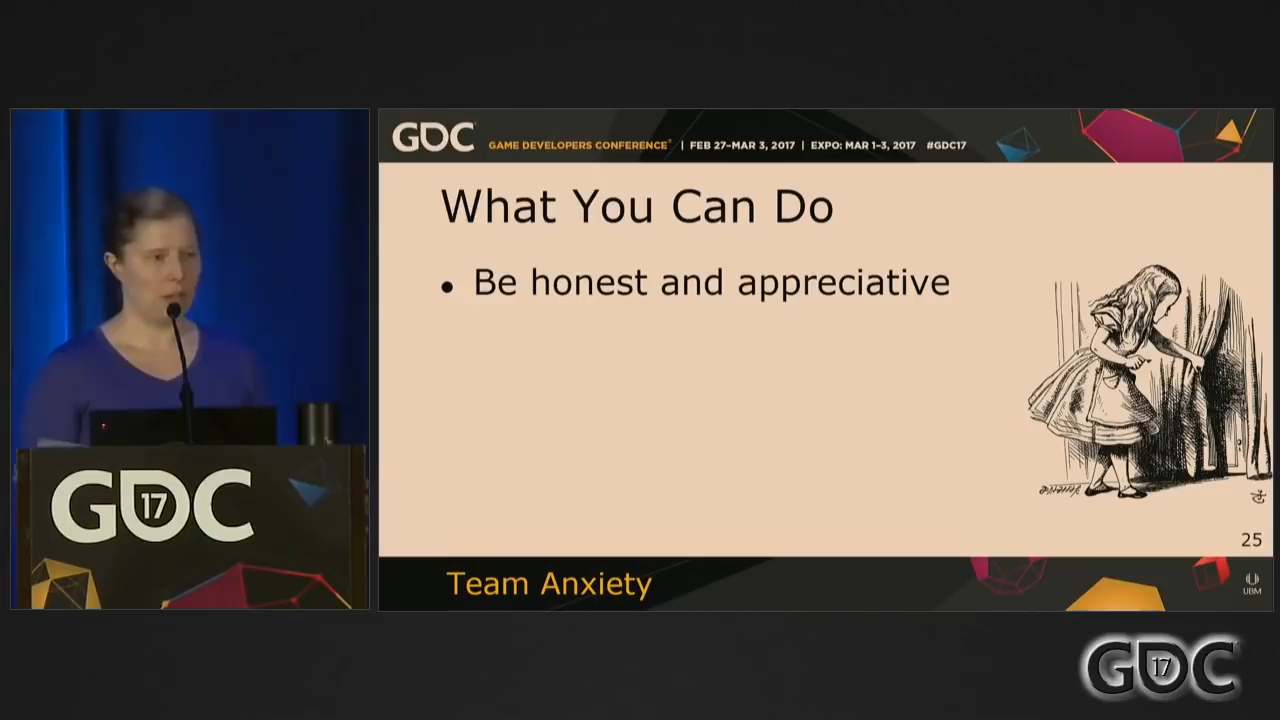 GDC
GAME DEVELOPERS CONFERENCE® | FEB 27–MAR 3, 2017 | EXPO: MAR 1–3, 2017 #GDC17
What You Can Do
• Be honest and appreciative
25
Team Anxiety
UBM
GDC
17
GDC
17